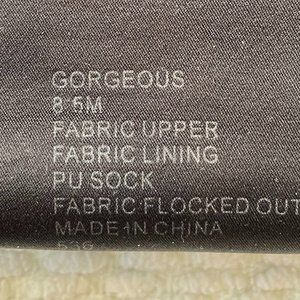 GORGEOUS
8.5M
FABRIC UPPER
FABRIC LINING
PU SOCK
FABRIC FLOCKED OUT
MADE IN CHINA